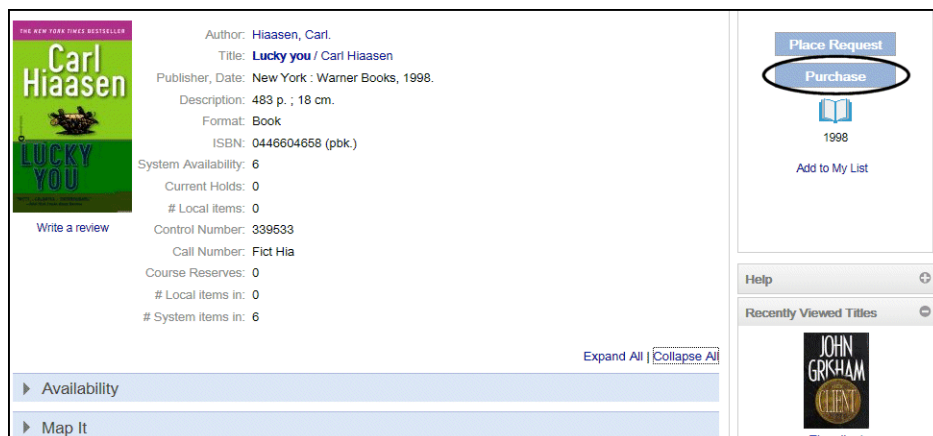 THE NEW YORK TIMES BESTSELLER
Carl
Hiaasen
LUCKY
YOU
Write a review
Author: Hiaasen, Carl.
Title: Lucky you / Carl Hiaasen
Publisher, Date: New York : Warner Books, 1998.
Description: 483 p. ; 18 cm.
Format: Book
ISBN: 0446604658 (pbk.)
System Availability: 6
Current Holds: 0
# Local items: 0
Control Number: 339533
Call Number: Fict Hia
Course Reserves: 0
# Local items in: 0
# System items in: 6
Expand All | Collapse All
Availability
Map It
Place Request
Purchase
1998
Add to My List
Help
Recently Viewed Titles
JOHN
GRISHAM
THE
CLIENT